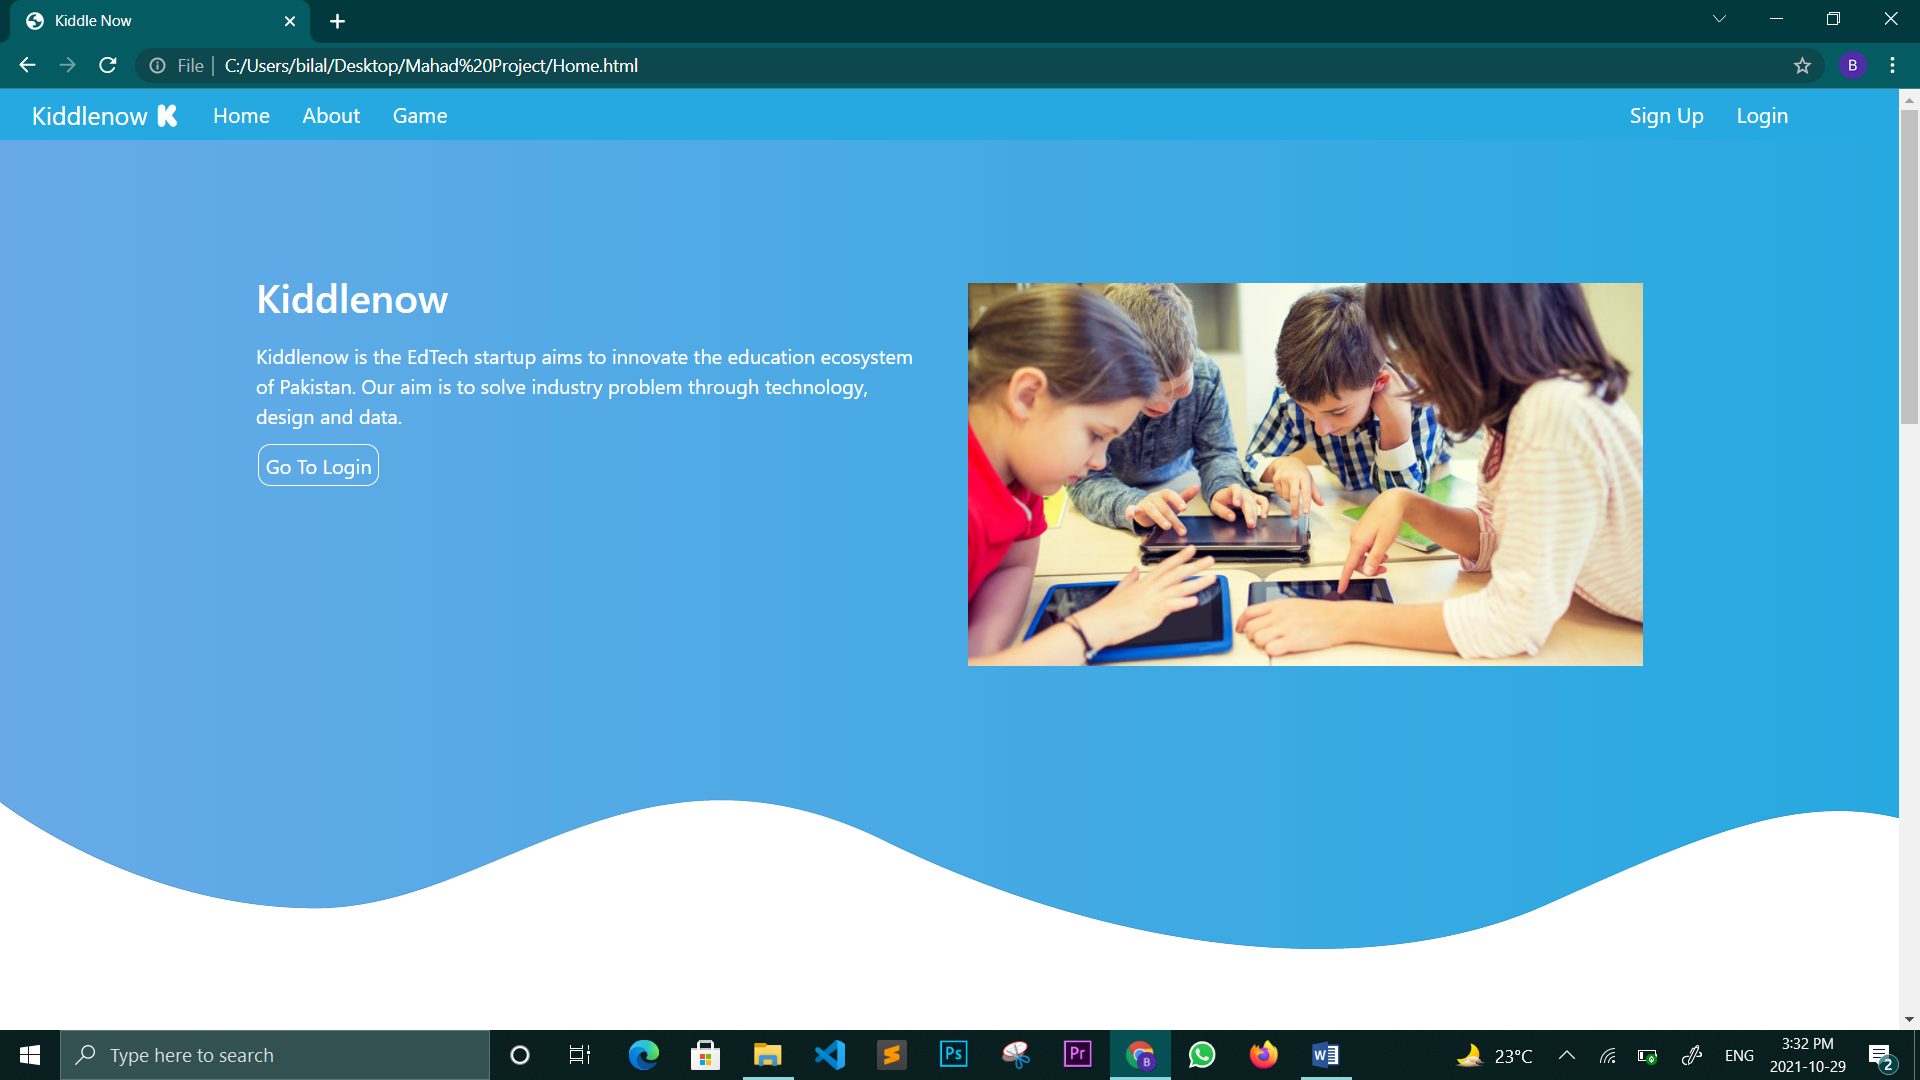 Kiddle Now
File
C:/Users/bilal/Desktop/Mahad%20Project/Home.html
B
Kiddlenow K Home About Game Sign Up Login
Kiddlenow
Kiddlenow is the EdTech startup aims to innovate the education ecosystem
of Pakistan. Our aim is to solve industry problem through technology,
design and data.
Go To Login
Type here to search
Ps
Pr
B
W
23°C
ENG
3:32 PM
2021-10-29
2